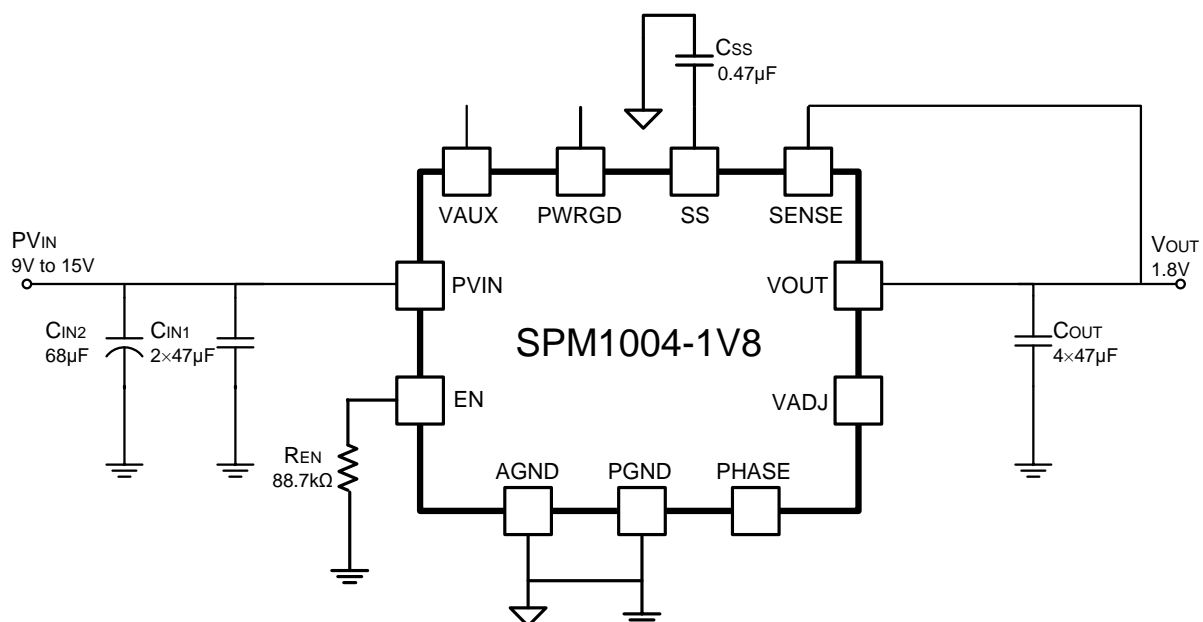 CSS
0.47µF
VAUX
PWRGD
SS
SENSE
PVIN
9V to 15V
VOUT
1.8V
PVIN
VOUT
CIN2
68µF
CIN1
2×47µF
SPM1004-1V8
COUT
4×47µF
EN
VADJ
REN
88.7kΩ
AGND
PGND
PHASE